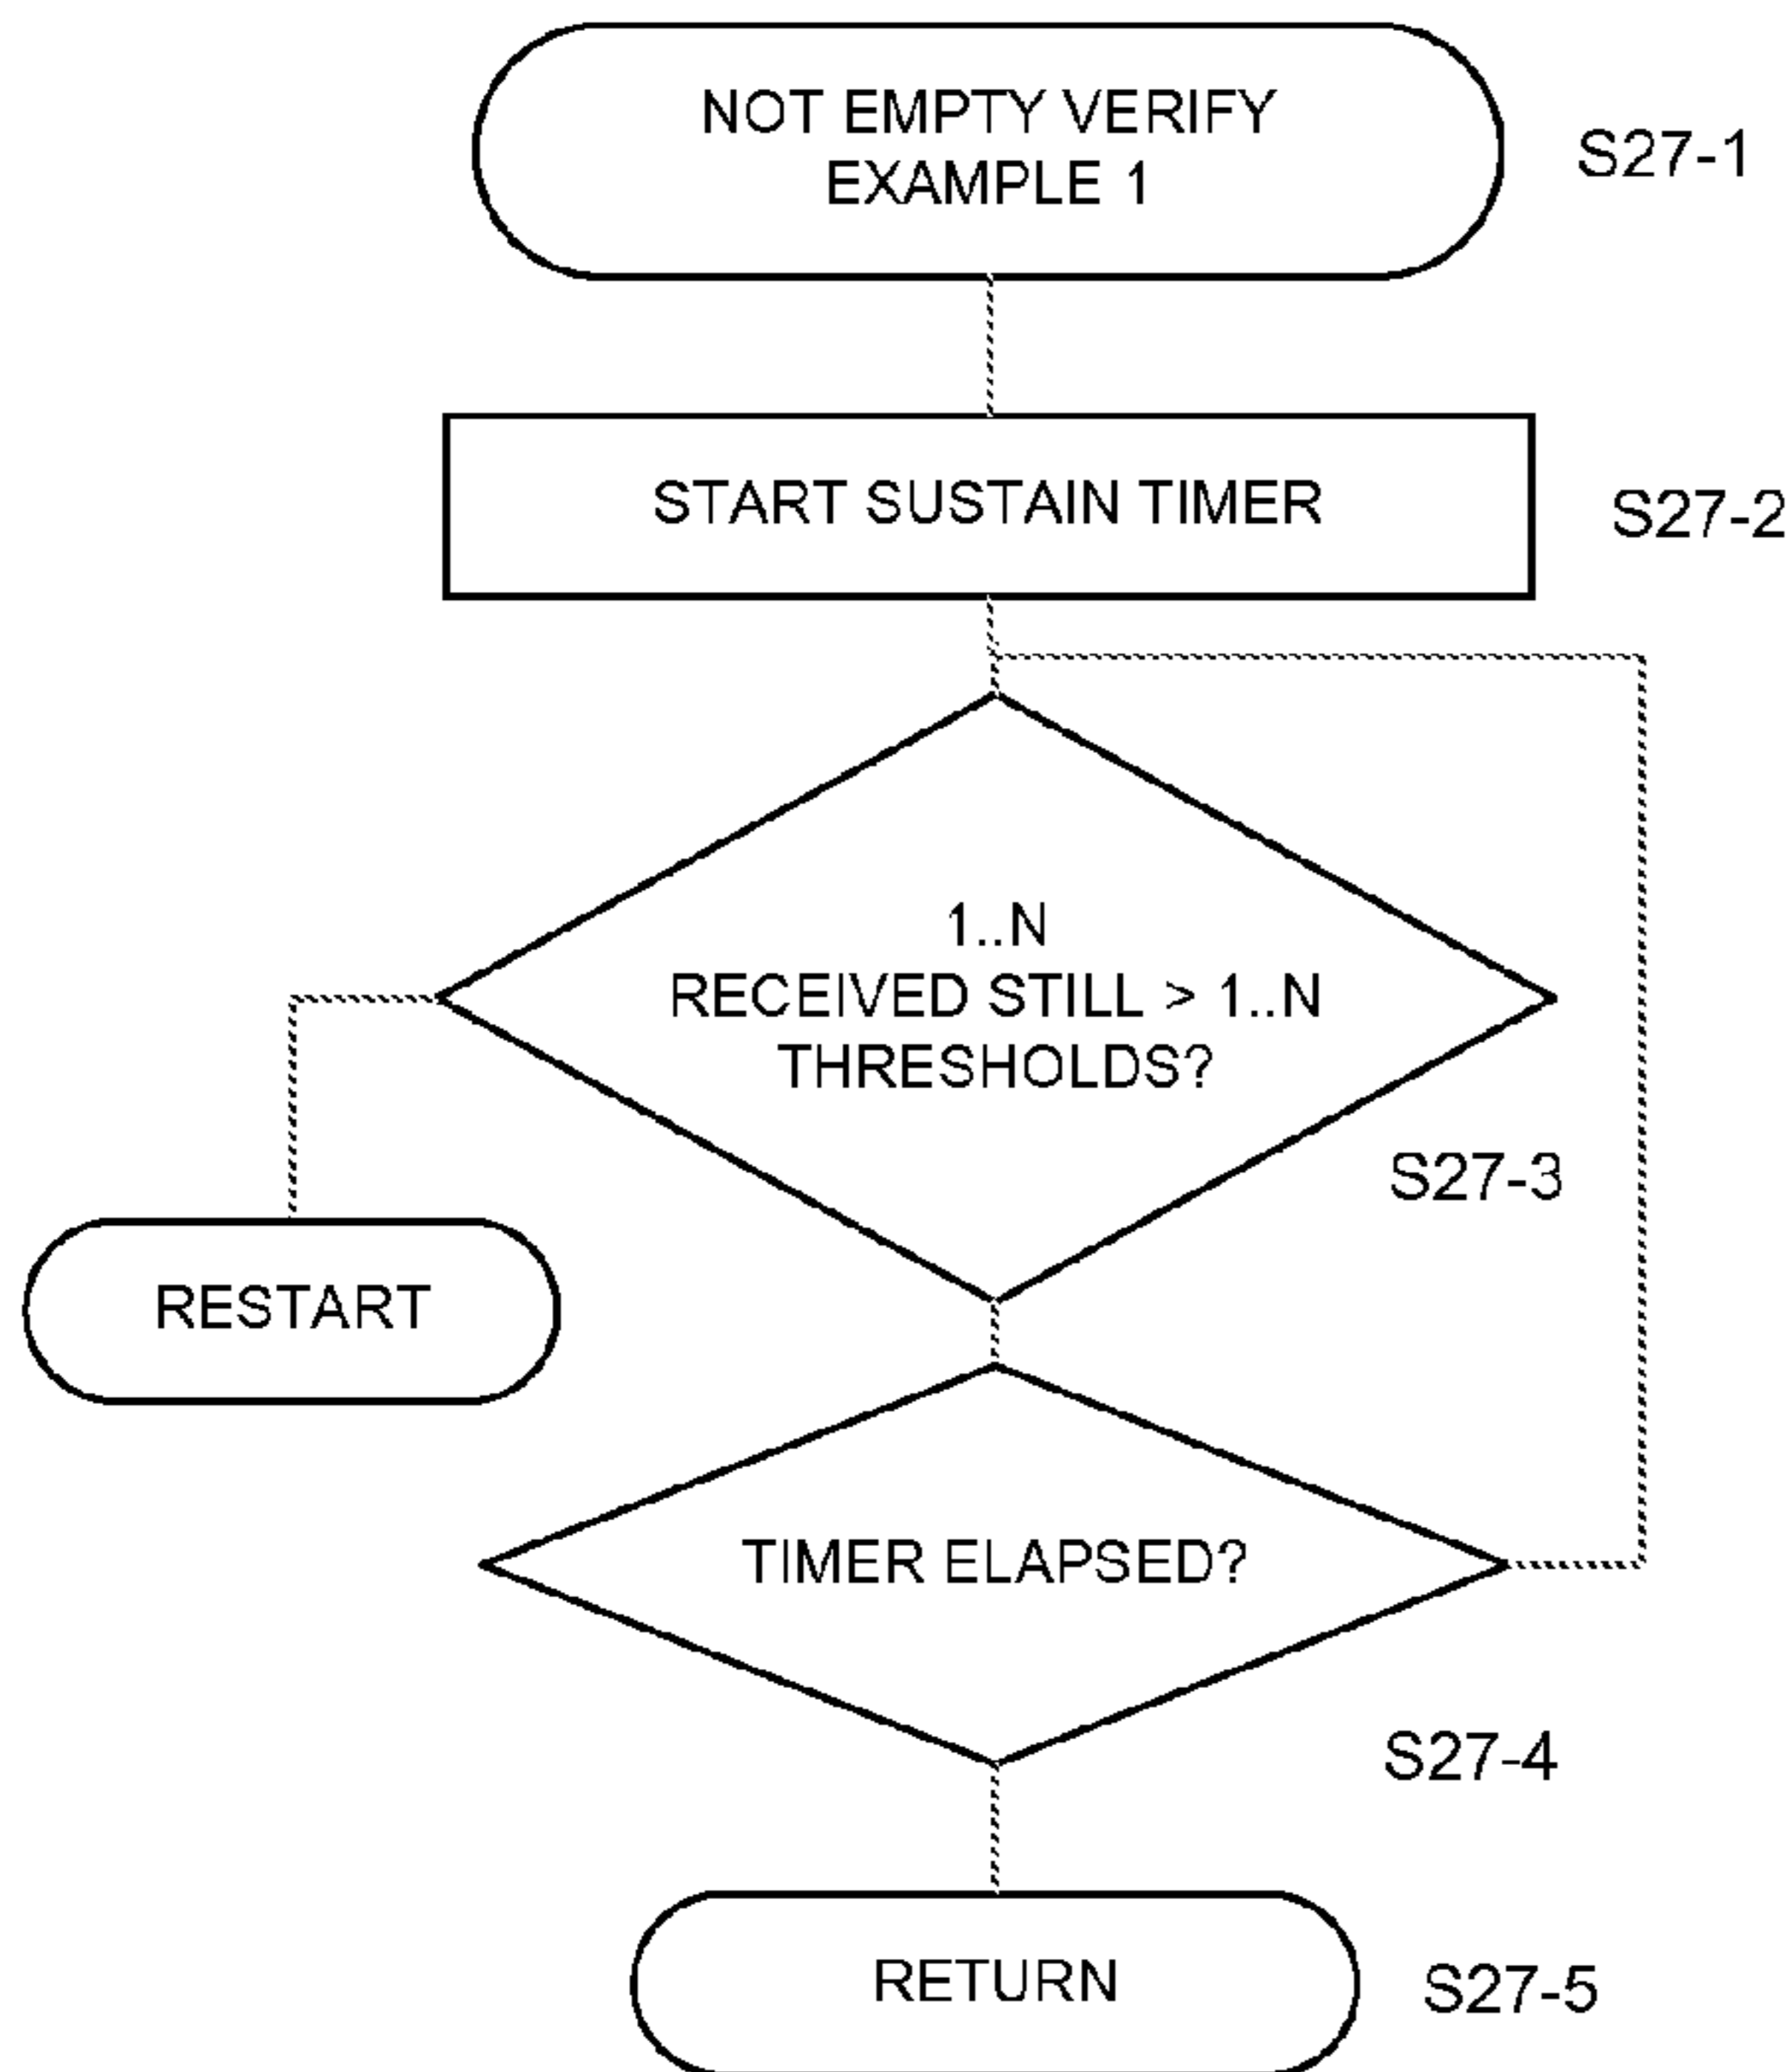 NOT EMPTY VERIFY
EXAMPLE 1
S27-1
START SUSTAIN TIMER
S27-2
1..N
RECEIVED STILL > 1..N
THRESHOLDS?
S27-3
RESTART
TIMER ELAPSED?
S27-4
RETURN
S27-5